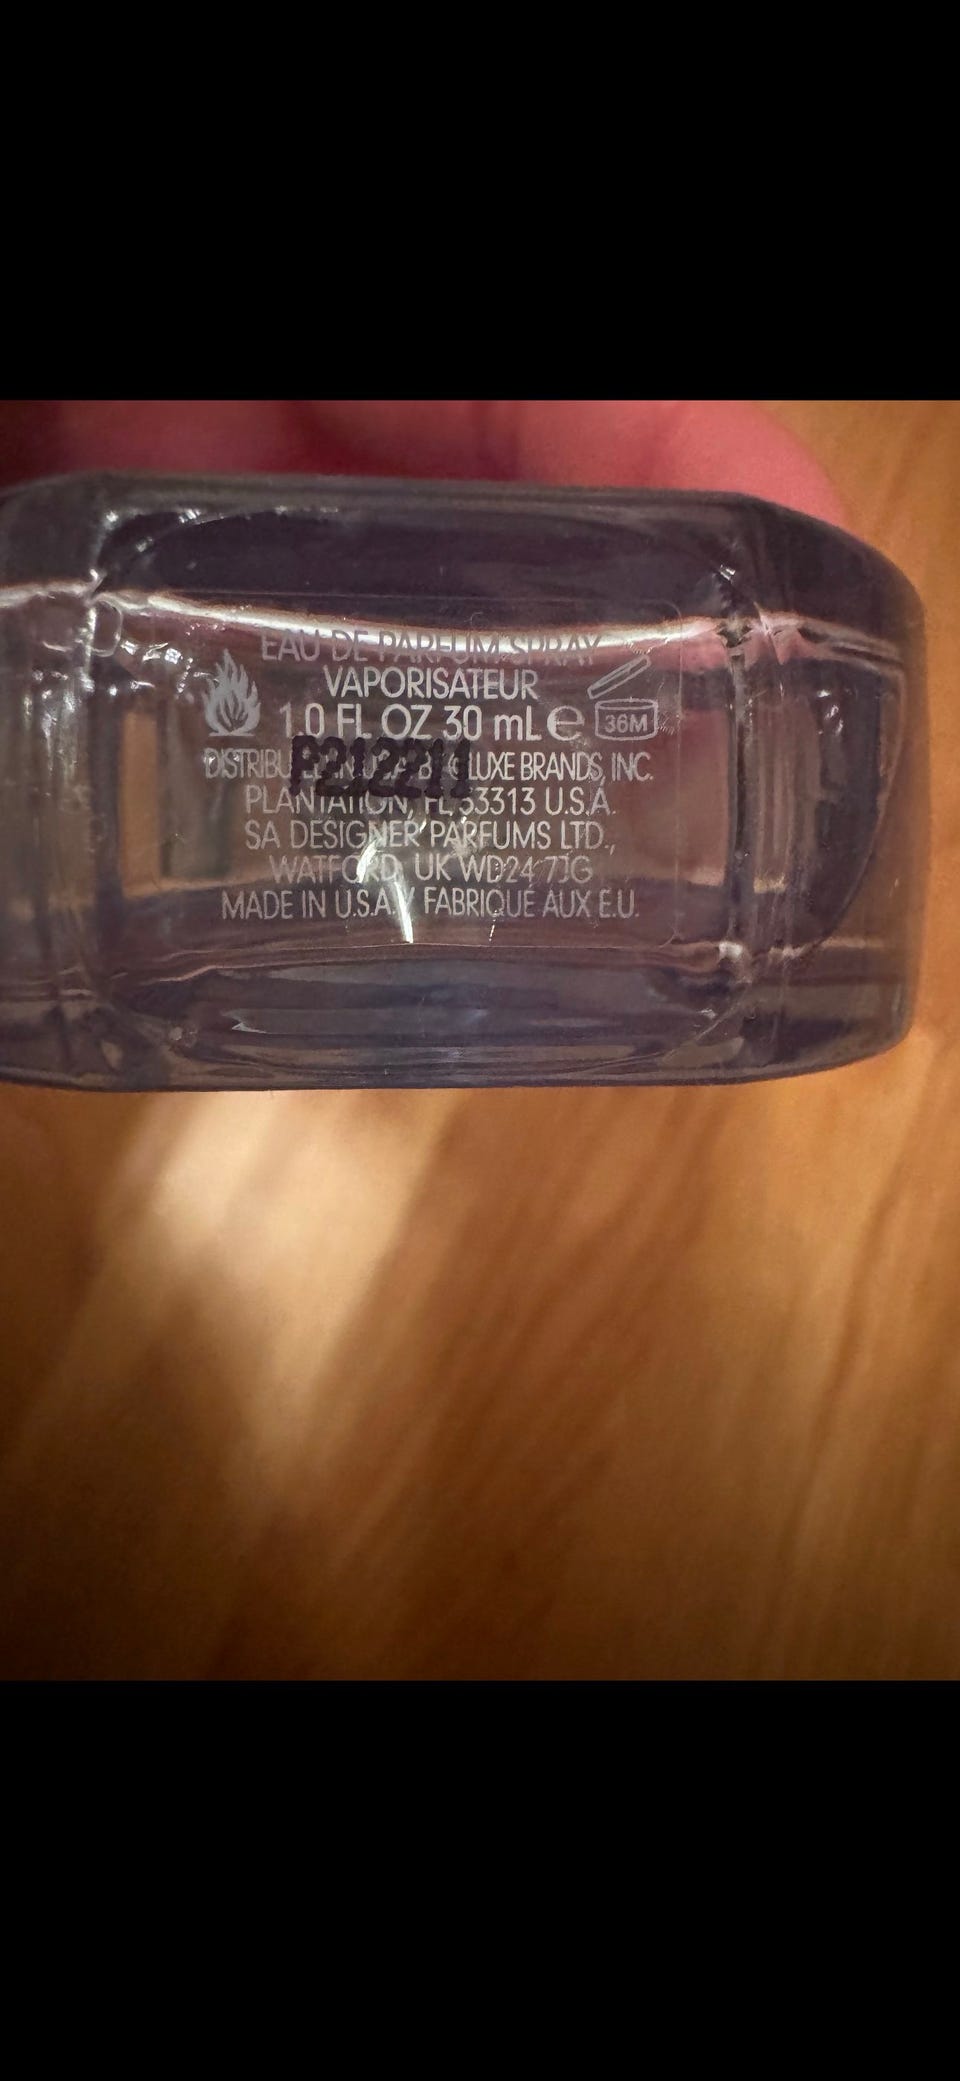 EAU DE PARFUM SPRAY
VAPORISATEUR
1.0 FL OZ 30 mL e 36M
BRANDS, INC.
PLANTATION, FL 33313 U.S.A.
SA DESIGNER PARFUMS LTD.,
WATFORD, UK WD24 7JG
MADE IN U.S.A./ FABRIQUÉ AUX É.U.